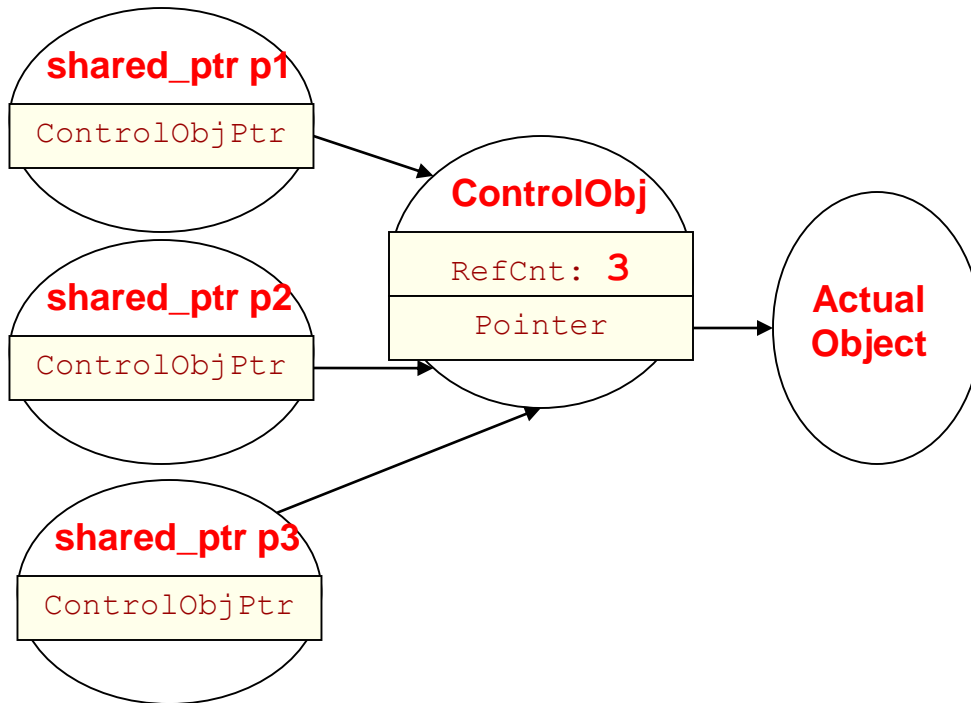 shared_ptr p1
ControlObjPtr
shared_ptr p2
ControlObjPtr
shared_ptr p3
ControlObjPtr
ControlObj
RefCnt: 3
Pointer
Actual
Object